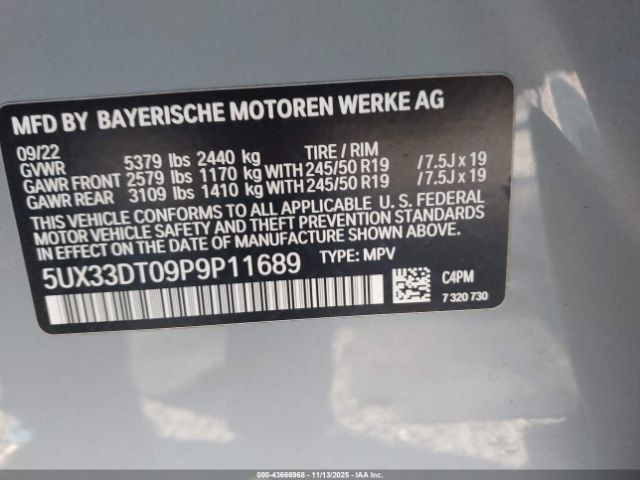 MFD BY BAYERISCHE MOTOREN WERKE AG
09/22
GVWR 5379 lbs 2440 kg TIRE / RIM
GAWR FRONT 2579 lbs 1170 kg WITH 245/50 R19 / 7.5J x 19
GAWR REAR 3109 lbs 1410 kg WITH 245/50 R19 / 7.5J x 19
THIS VEHICLE CONFORMS TO ALL APPLICABLE U. S. FEDERAL
MOTOR VEHICLE SAFETY AND THEFT PREVENTION STANDARDS
IN EFFECT ON THE DATE OF MANUFACTURE SHOWN ABOVE.
5UX33DT09P9P11689 TYPE: MPV
C4PM
7 320 730
000-43666968 - 11/13/2025 - Copyright © IAA, Inc.